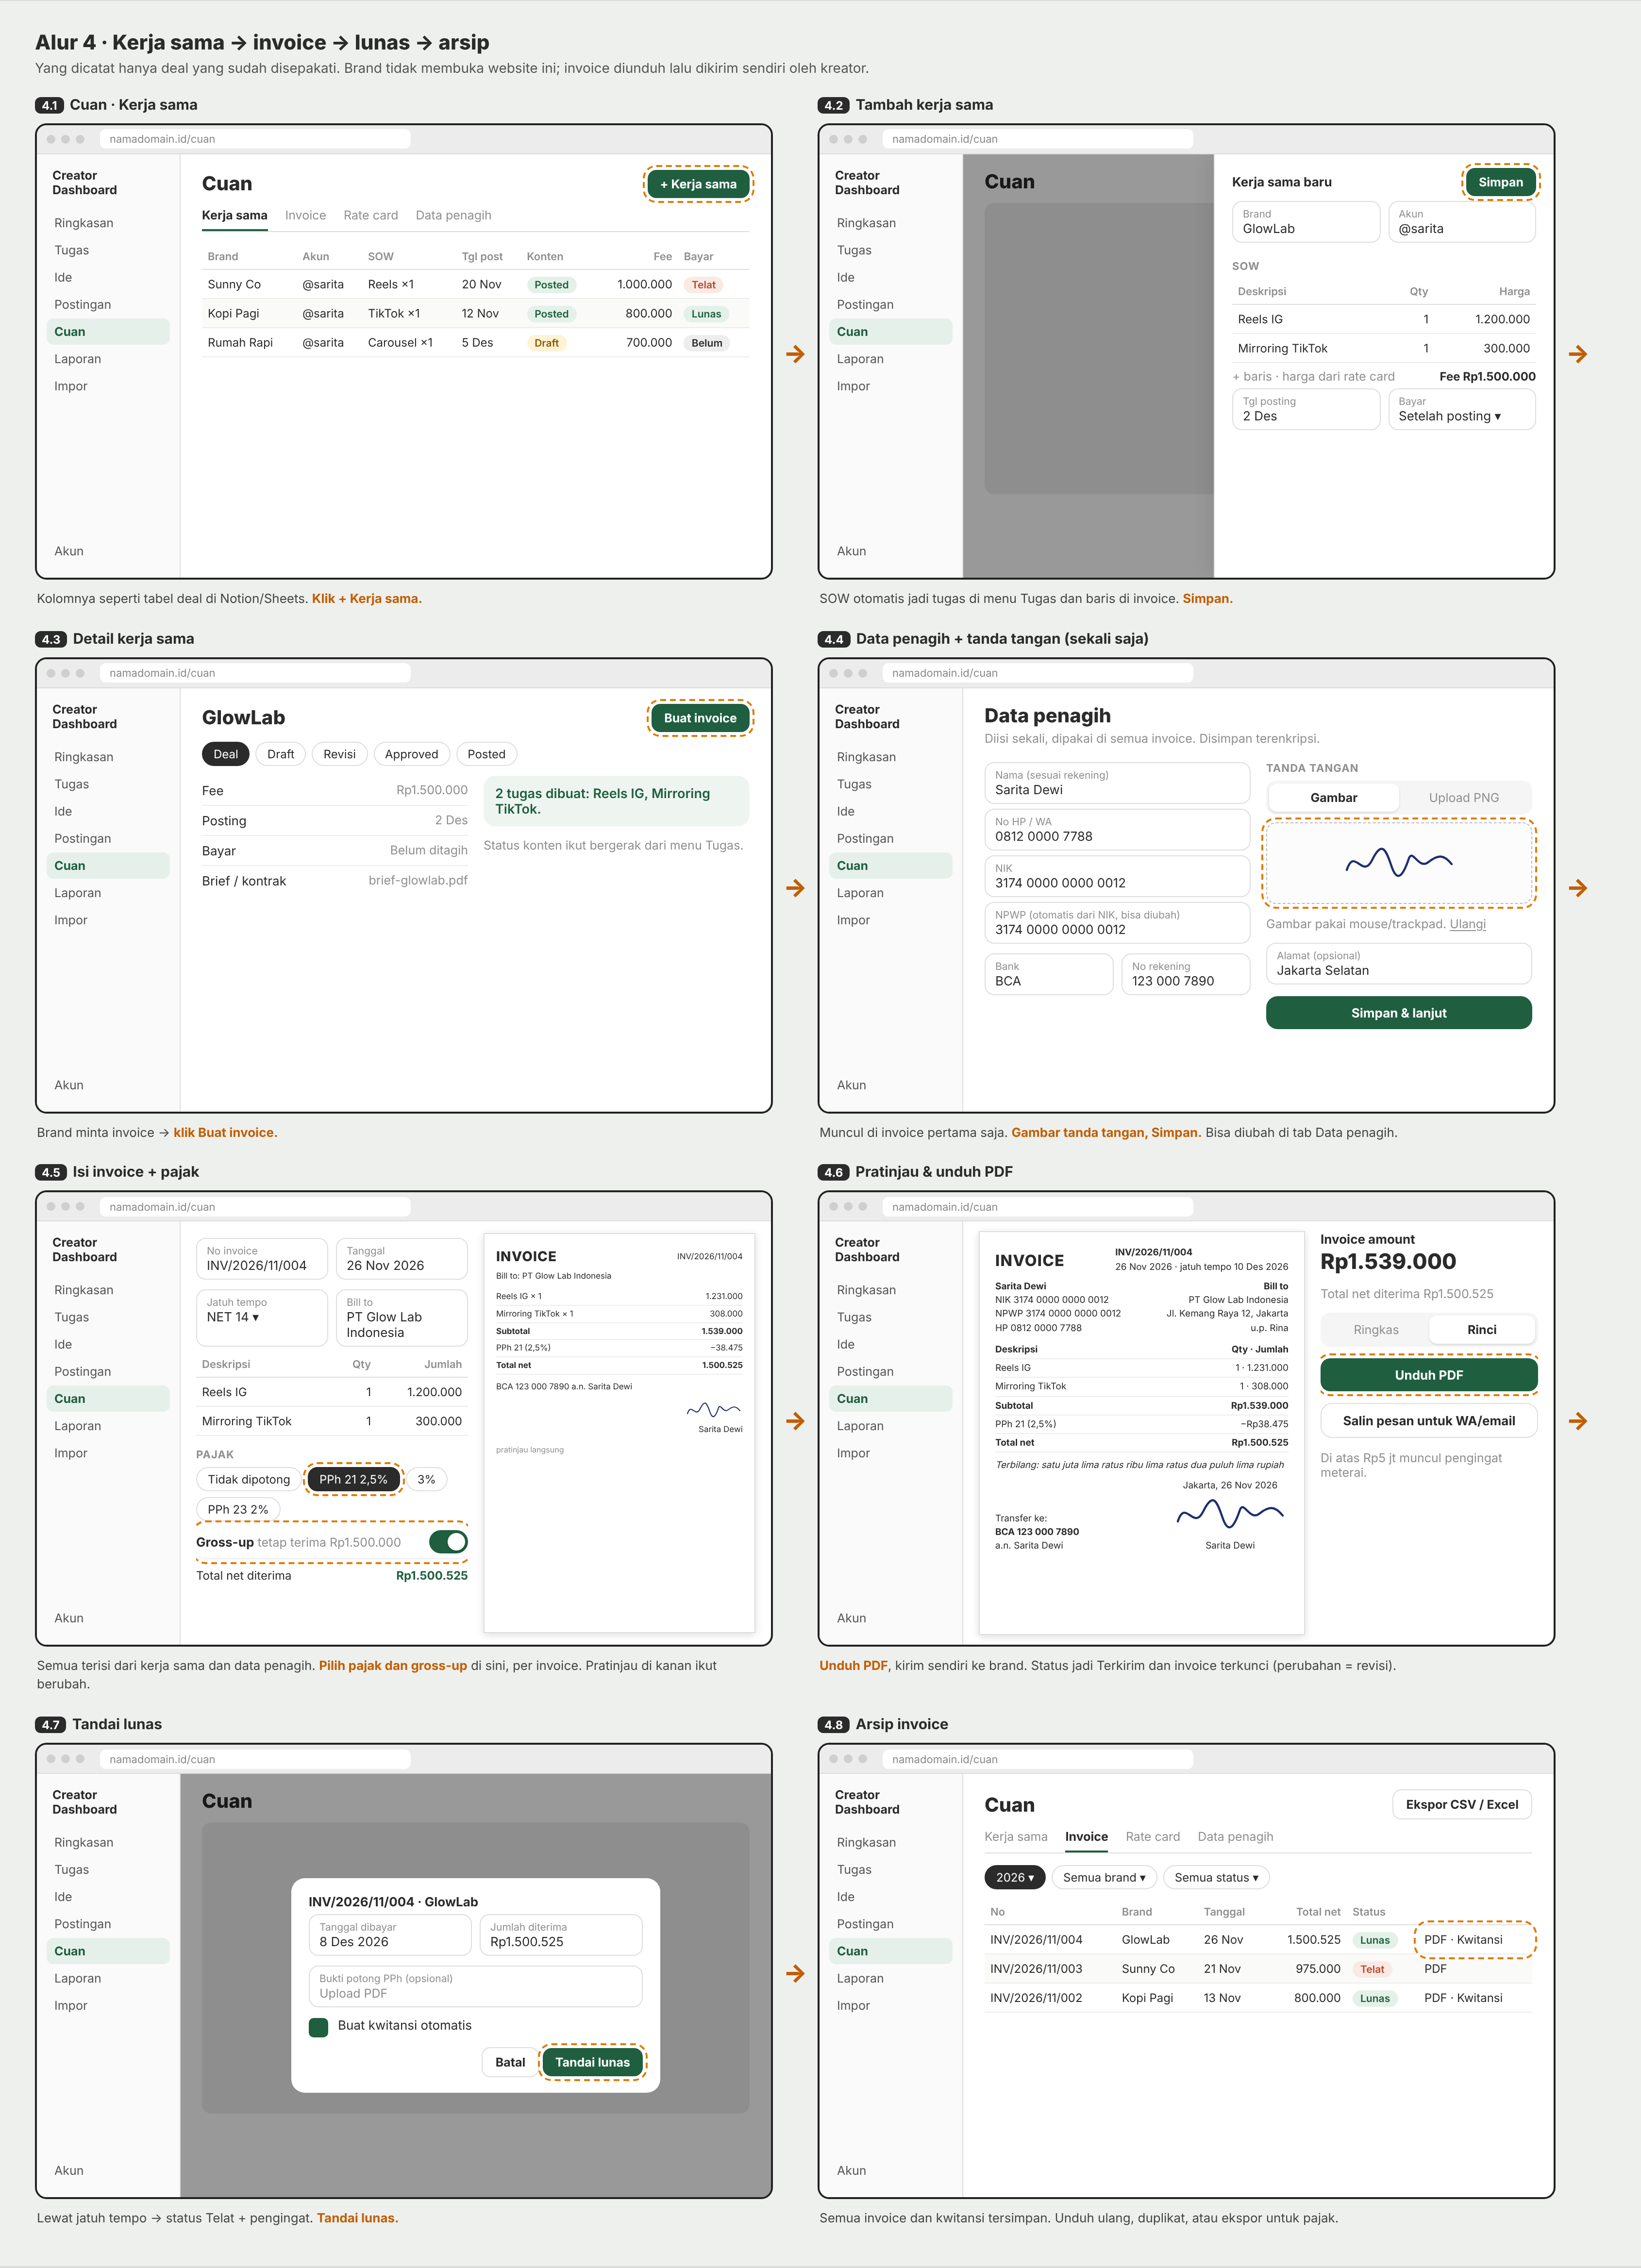 Alur 4 · Kerja sama → invoice → lunas → arsip
Yang dicatat hanya deal yang sudah disepakati. Brand tidak membuka website ini; invoice diunduh lalu dikirim sendiri oleh kreator.
4.1 Cuan · Kerja sama
namadomain.id/cuan
Creator
Dashboard
Ringkasan
Tugas
Ide
Postingan
Cuan
Laporan
Impor
Akun
Cuan
+ Kerja sama
Kerja sama Invoice Rate card Data penagih
Brand Akun SOW Tgl post Konten Fee Bayar
Sunny Co @sarita Reels ×1 20 Nov Posted 1.000.000 Telat
Kopi Pagi @sarita TikTok ×1 12 Nov Posted 800.000 Lunas
Rumah Rapi @sarita Carousel ×1 5 Des Draft 700.000 Belum
→
Kolomnya seperti tabel deal di Notion/Sheets. Klik + Kerja sama.
4.2 Tambah kerja sama
namadomain.id/cuan
Creator
Dashboard
Ringkasan
Tugas
Ide
Postingan
Cuan
Laporan
Impor
Akun
Cuan
Kerja sama baru
Simpan
Brand
GlowLab
Akun
@sarita
SOW
Deskripsi Qty Harga
Reels IG 1 1.200.000
Mirroring TikTok 1 300.000
+ baris · harga dari rate card Fee Rp1.500.000
Tgl posting
2 Des
Bayar
Setelah posting ▾
→
SOW otomatis jadi tugas di menu Tugas dan baris di invoice. Simpan.
4.3 Detail kerja sama
namadomain.id/cuan
Creator
Dashboard
Ringkasan
Tugas
Ide
Postingan
Cuan
Laporan
Impor
Akun
GlowLab
Buat invoice
Deal Draft Revisi Approved Posted
Fee Rp1.500.000
Posting 2 Des
Bayar Belum ditagih
Brief / kontrak brief-glowlab.pdf
2 tugas dibuat: Reels IG, Mirroring
TikTok.
Status konten ikut bergerak dari menu Tugas.
→
Brand minta invoice → klik Buat invoice.
4.4 Data penagih + tanda tangan (sekali saja)
namadomain.id/cuan
Creator
Dashboard
Ringkasan
Tugas
Ide
Postingan
Cuan
Laporan
Impor
Akun
Data penagih
Diisi sekali, dipakai di semua invoice. Disimpan terenkripsi.
Nama (sesuai rekening)
Sarita Dewi
No HP / WA
0812 0000 7788
NIK
3174 0000 0000 0012
NPWP (otomatis dari NIK, bisa diubah)
3174 0000 0000 0012
Bank
BCA
No rekening
123 000 7890
TANDA TANGAN
Gambar Upload PNG
Gambar pakai mouse/trackpad. Ulangi
Alamat (opsional)
Jakarta Selatan
Simpan & lanjut
→
Muncul di invoice pertama saja. Gambar tanda tangan, Simpan. Bisa diubah di tab Data penagih.
4.5 Isi invoice + pajak
namadomain.id/cuan
Creator
Dashboard
Ringkasan
Tugas
Ide
Postingan
Cuan
Laporan
Impor
Akun
No invoice
INV/2026/11/004
Tanggal
26 Nov 2026
Jatuh tempo
NET 14 ▾
Bill to
PT Glow Lab
Indonesia
Deskripsi Qty Jumlah
Reels IG 1 1.200.000
Mirroring TikTok 1 300.000
PAJAK
Tidak dipotong PPh 21 2,5% 3%
PPh 23 2%
Gross-up tetap terima Rp1.500.000
Total net diterima Rp1.500.525
INVOICE INV/2026/11/004
Bill to: PT Glow Lab Indonesia
Reels IG × 1 1.231.000
Mirroring TikTok × 1 308.000
Subtotal 1.539.000
PPh 21 (2,5%) −38.475
Total net 1.500.525
BCA 123 000 7890 a.n. Sarita Dewi
Sarita Dewi
pratinjau langsung
→
Semua terisi dari kerja sama dan data penagih. Pilih pajak dan gross-up di sini, per invoice. Pratinjau di kanan ikut
berubah.
4.6 Pratinjau & unduh PDF
namadomain.id/cuan
Creator
Dashboard
Ringkasan
Tugas
Ide
Postingan
Cuan
Laporan
Impor
Akun
INVOICE
INV/2026/11/004
26 Nov 2026 · jatuh tempo 10 Des 2026
Sarita Dewi
NIK 3174 0000 0000 0012
NPWP 3174 0000 0000 0012
HP 0812 0000 7788
Bill to
PT Glow Lab Indonesia
Jl. Kemang Raya 12, Jakarta
u.p. Rina
Deskripsi Qty · Jumlah
Reels IG 1 · 1.231.000
Mirroring TikTok 1 · 308.000
Subtotal Rp1.539.000
PPh 21 (2,5%) −Rp38.475
Total net Rp1.500.525
Terbilang: satu juta lima ratus ribu lima ratus dua puluh lima rupiah
Jakarta, 26 Nov 2026
Transfer ke:
BCA 123 000 7890
a.n. Sarita Dewi
Sarita Dewi
Invoice amount
Rp1.539.000
Total net diterima Rp1.500.525
Ringkas Rinci
Unduh PDF
Salin pesan untuk WA/email
Di atas Rp5 jt muncul pengingat
meterai.
→
Unduh PDF, kirim sendiri ke brand. Status jadi Terkirim dan invoice terkunci (perubahan = revisi).
4.7 Tandai lunas
namadomain.id/cuan
Creator
Dashboard
Ringkasan
Tugas
Ide
Postingan
Cuan
Laporan
Impor
Akun
Cuan
INV/2026/11/004 · GlowLab
Tanggal dibayar
8 Des 2026
Jumlah diterima
Rp1.500.525
Bukti potong PPh (opsional)
Upload PDF
Buat kwitansi otomatis
Batal Tandai lunas
→
Lewat jatuh tempo → status Telat + pengingat. Tandai lunas.
4.8 Arsip invoice
namadomain.id/cuan
Creator
Dashboard
Ringkasan
Tugas
Ide
Postingan
Cuan
Laporan
Impor
Akun
Cuan
Ekspor CSV / Excel
Kerja sama Invoice Rate card Data penagih
2026 ▾ Semua brand ▾ Semua status ▾
No Brand Tanggal Total net Status
INV/2026/11/004 GlowLab 26 Nov 1.500.525 Lunas PDF · Kwitansi
INV/2026/11/003 Sunny Co 21 Nov 975.000 Telat PDF
INV/2026/11/002 Kopi Pagi 13 Nov 800.000 Lunas PDF · Kwitansi
Semua invoice dan kwitansi tersimpan. Unduh ulang, duplikat, atau ekspor untuk pajak.